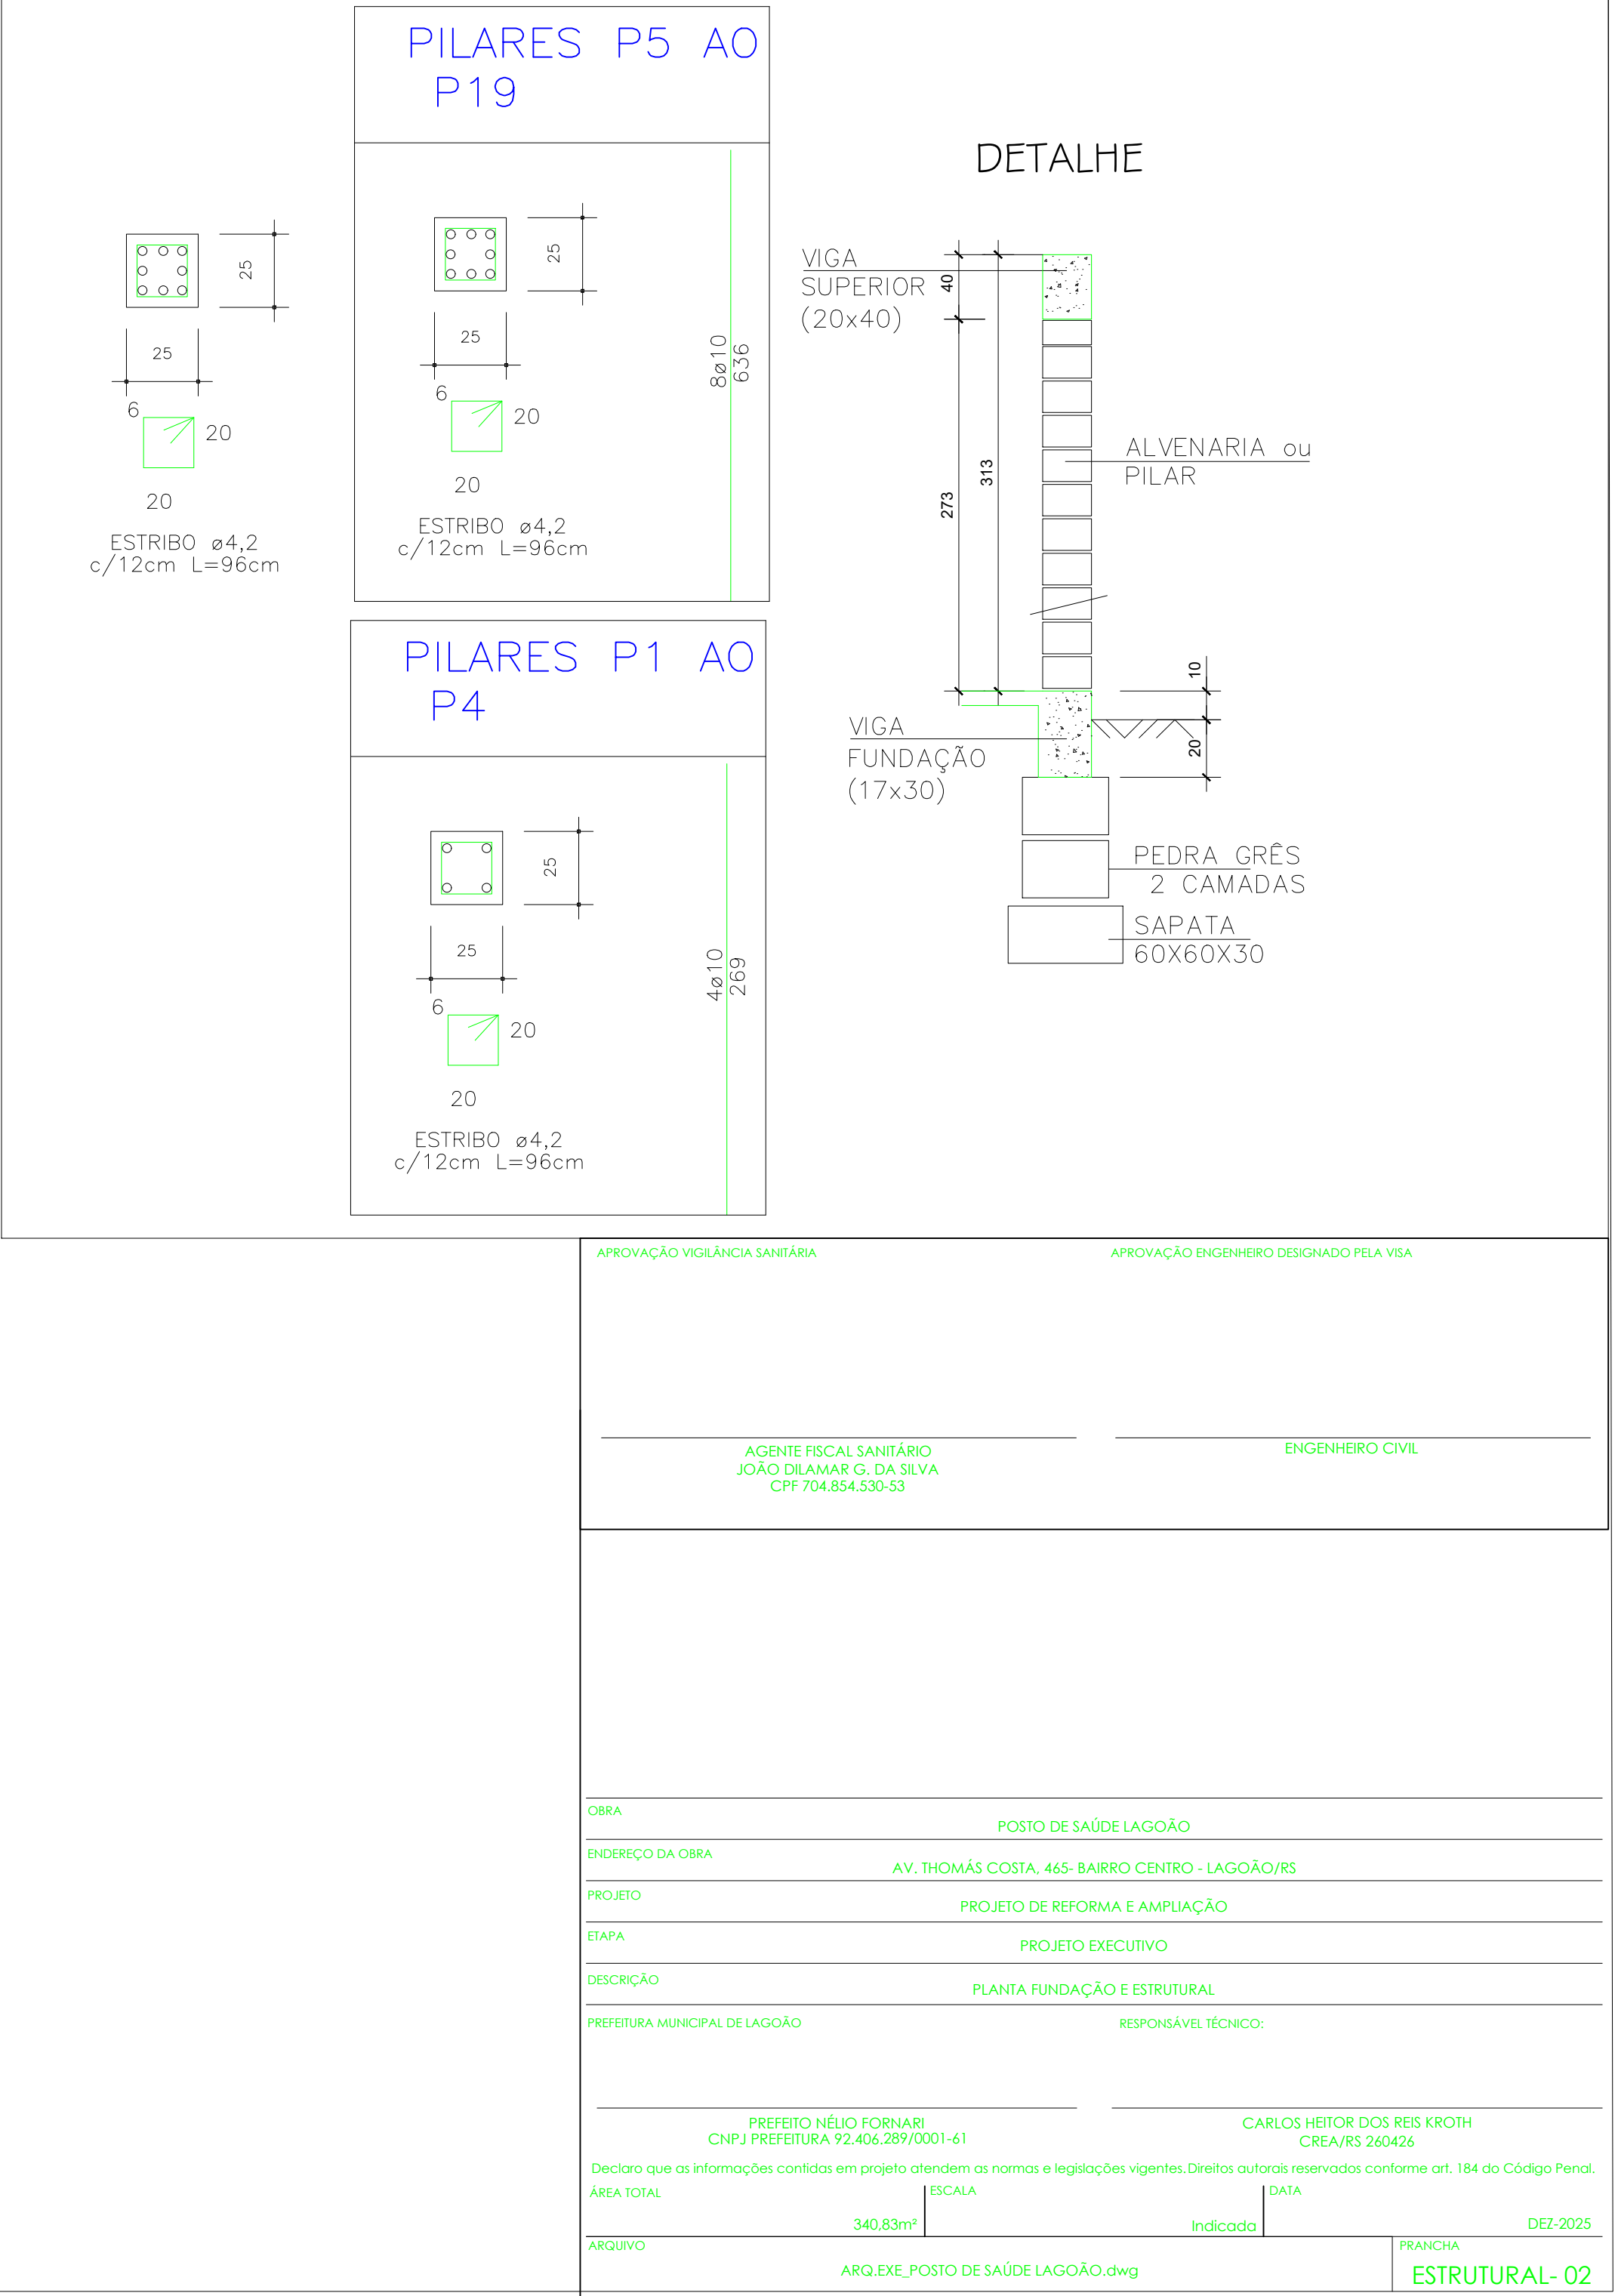 PILARES P5 AO
P19
25
25
6
20
20
ESTRIBO ø4,2
c/12cm L=96cm
25
25
6
20
20
ESTRIBO ø4,2
c/12cm L=96cm
8ø10
636
PILARES P1 AO
P4
25
25
6
20
20
ESTRIBO ø4,2
c/12cm L=96cm
4ø10
269
DETALHE
VIGA
SUPERIOR
(20x40)
40
273
313
ALVENARIA ou
PILAR
10
20
VIGA
FUNDAÇÃO
(17x30)
PEDRA GRÊS
2 CAMADAS
SAPATA
60X60X30
APROVAÇÃO VIGILÂNCIA SANITÁRIA
APROVAÇÃO ENGENHEIRO DESIGNADO PELA VISA
AGENTE FISCAL SANITÁRIO
JOÃO DILAMAR G. DA SILVA
CPF 704.854.530-53
ENGENHEIRO CIVIL
OBRA
POSTO DE SAÚDE LAGOÃO
ENDEREÇO DA OBRA
AV. THOMÁS COSTA, 465- BAIRRO CENTRO - LAGOÃO/RS
PROJETO
PROJETO DE REFORMA E AMPLIAÇÃO
ETAPA
PROJETO EXECUTIVO
DESCRIÇÃO
PLANTA FUNDAÇÃO E ESTRUTURAL
PREFEITURA MUNICIPAL DE LAGOÃO
RESPONSÁVEL TÉCNICO:
PREFEITO NÉLIO FORNARI
CNPJ PREFEITURA 92.406.289/0001-61
CARLOS HEITOR DOS REIS KROTH
CREA/RS 260426
Declaro que as informações contidas em projeto atendem as normas e legislações vigentes.Direitos autorais reservados conforme art. 184 do Código Penal.
ÁREA TOTAL
340,83m²
ESCALA
Indicada
DATA
DEZ-2025
ARQUIVO
ARQ.EXE_POSTO DE SAÚDE LAGOÃO.dwg
PRANCHA
ESTRUTURAL- 02